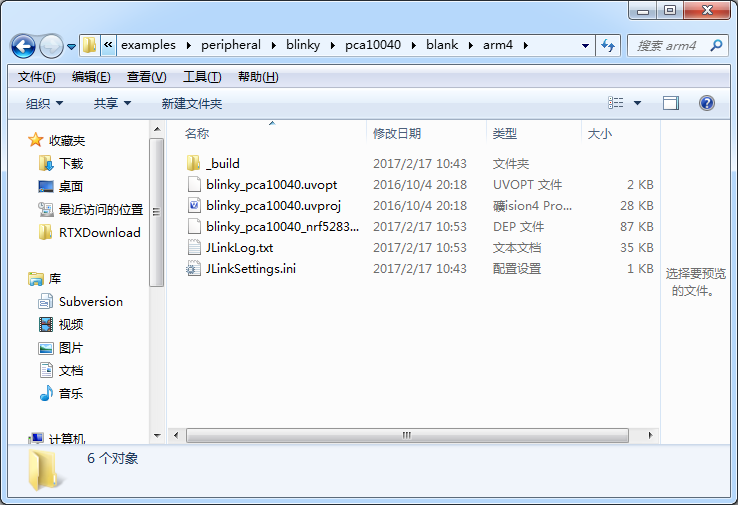 « examples peripheral blinky pca10040 blank arm4 搜索 arm4
文件(F) 编辑(E) 查看(V) 工具(T) 帮助(H)
组织 共享 新建文件夹
名称 修改日期 类型 大小
收藏夹
下载
桌面
最近访问的位置
RTXDownload
库
Subversion
视频
图片
文档
音乐
计算机
_build 2017/2/17 10:43 文件夹
blinky_pca10040.uvopt 2016/10/4 20:18 UVOPT 文件 2 KB
blinky_pca10040.uvproj 2016/10/4 20:18 礦ision4 Pro... 28 KB
blinky_pca10040_nrf5283... 2017/2/17 10:53 DEP 文件 87 KB
JLinkLog.txt 2017/2/17 10:53 文本文档 35 KB
JLinkSettings.ini 2017/2/17 10:43 配置设置 1 KB
选择要预览
的文件。
6 个对象